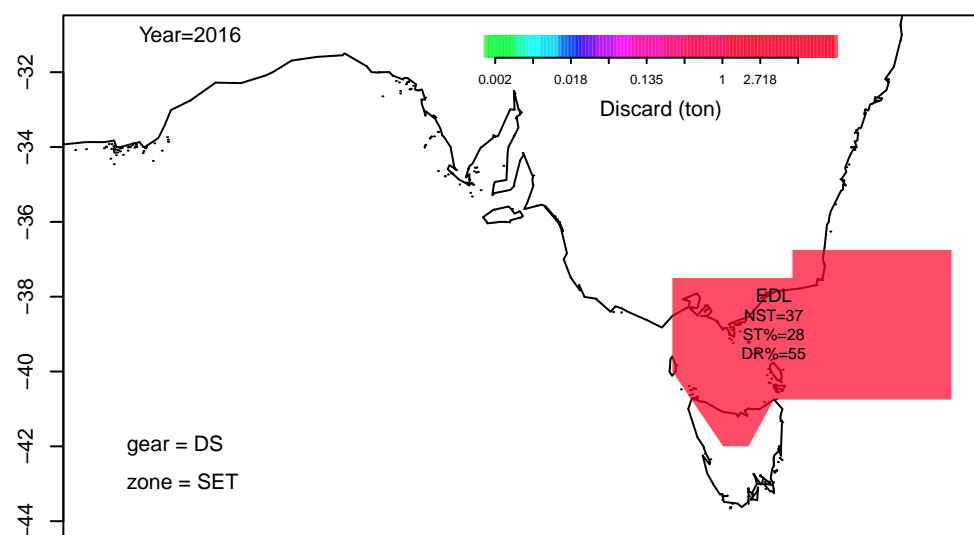 Year=2016
0.002 0.018 0.135 1 2.718
Discard (ton)
−32
−34
−36
−38
−40
−42
−44
EDL
NST=37
ST%=28
DR%=55
gear = DS
zone = SET